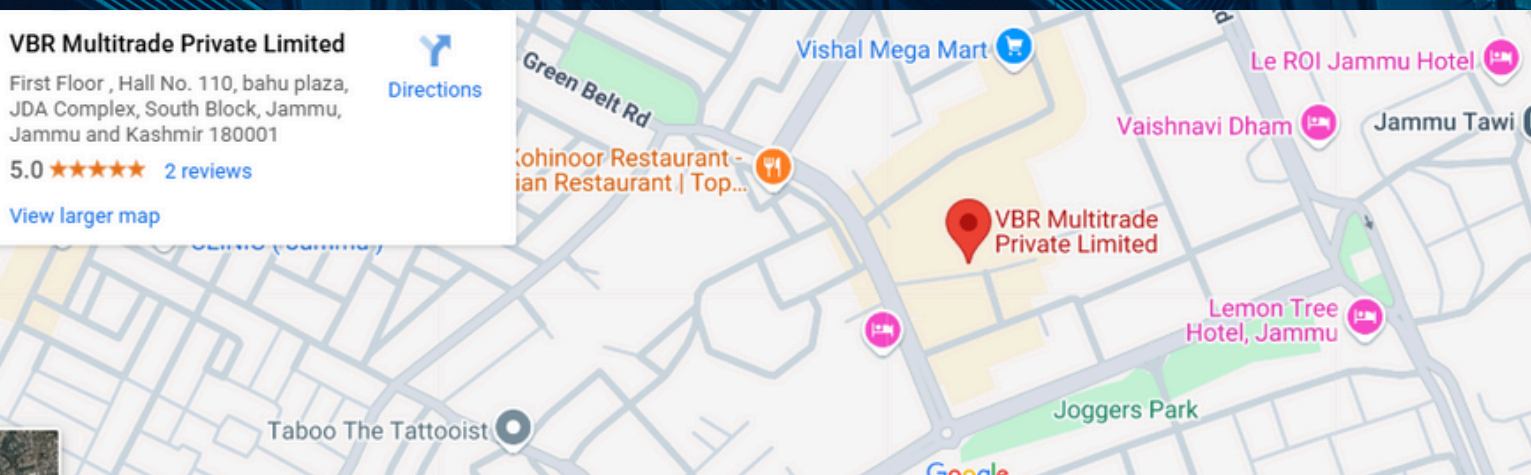 VBR Multitrade Private Limited
First Floor , Hall No. 110, bahu plaza,
JDA Complex, South Block, Jammu,
Jammu and Kashmir 180001
5.0 ★★★★★ 2 reviews
View larger map
Directions
Green Belt Rd
Vishal Mega Mart
Le ROI Jammu Hotel
Vaishnavi Dham
Jammu Tawi
Kohinoor Restaurant -
ian Restaurant | Top...
VBR Multitrade
Private Limited
Lemon Tree
Hotel, Jammu
Joggers Park
Taboo The Tattooist
Google